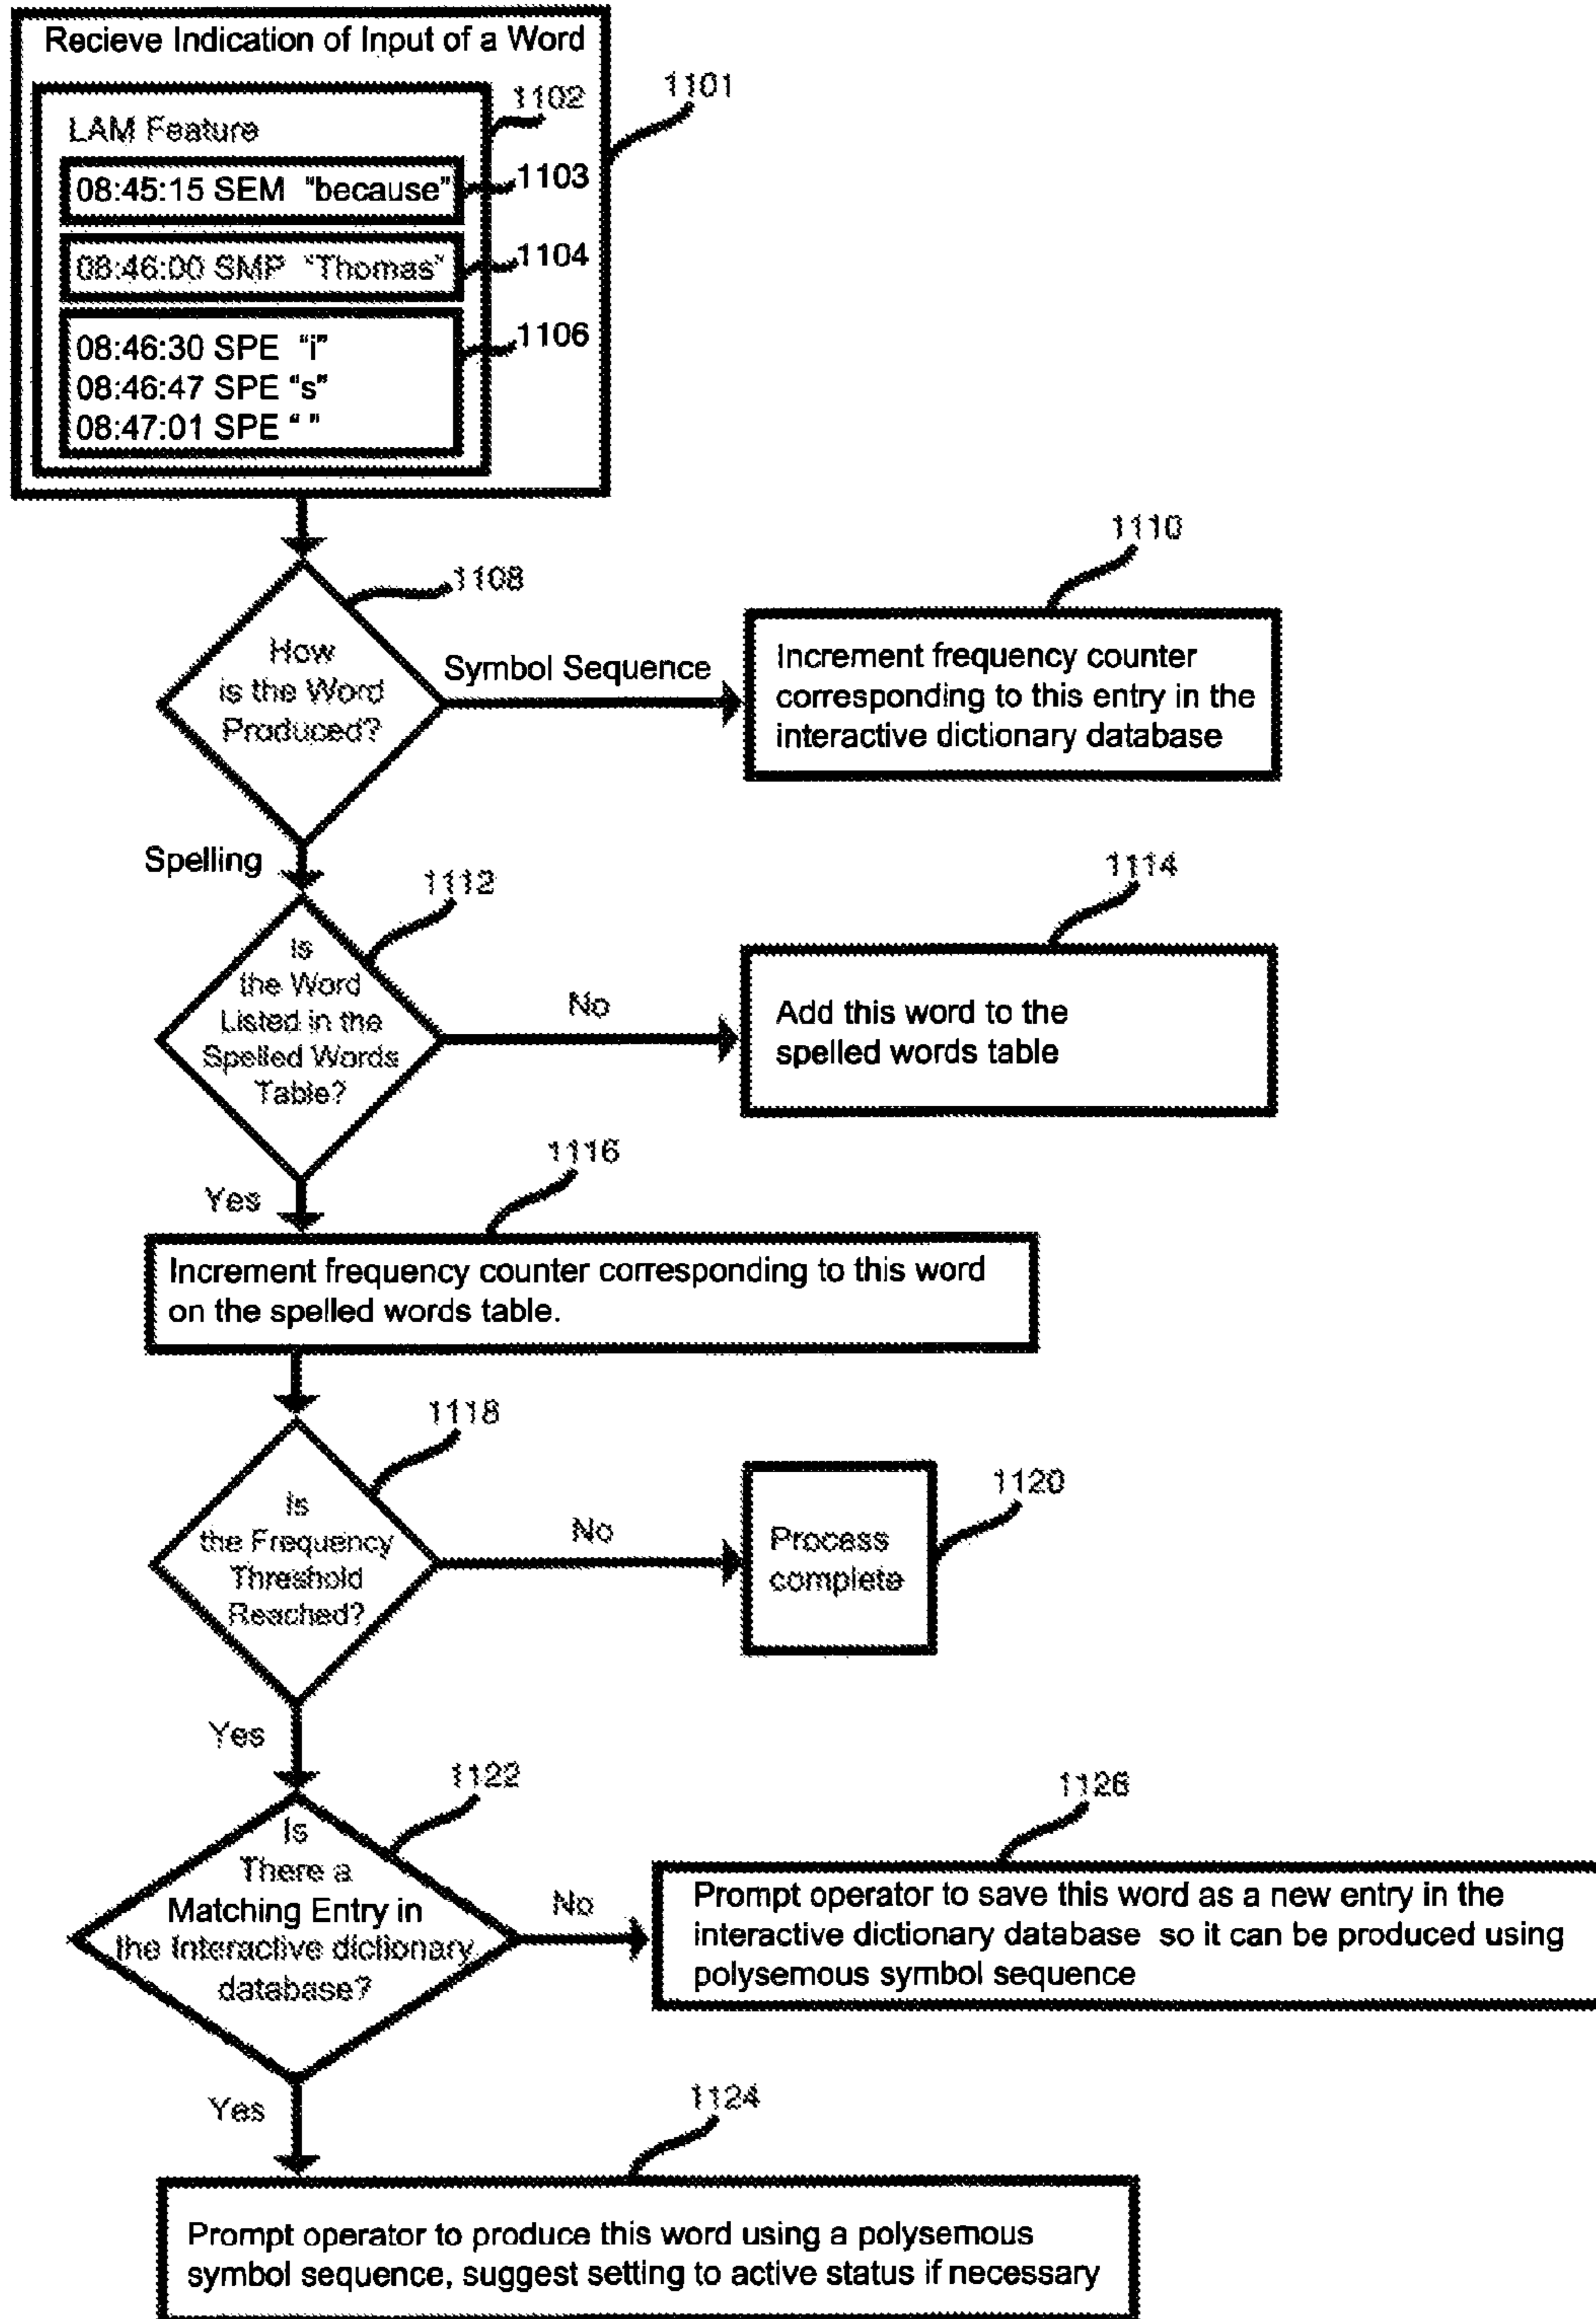 Recieve Indication of Input of a Word
1102
1101
LAM Feature
08:45:15 SEM "because"
1103
08:46:00 SMP "Thomas"
1104
08:46:30 SPE "i"
1106
08:46:47 SPE "s"
08:47:01 SPE " "
1108
1110
How
is the Word
Produced?
Symbol Sequence
Increment frequency counter
corresponding to this entry in the
interactive dictionary database
Spelling
1112
1114
Is
the Word
Listed in the
Spelled Words
Table?
No
Add this word to the
spelled words table
Yes
1116
Increment frequency counter corresponding to this word
on the spelled words table.
1118
Is
the Frequency
Threshold
Reached?
No
1120
Process
complete
Yes
1122
Is
There a
Matching Entry in
the Interactive dictionary
database?
No
1126
Prompt operator to save this word as a new entry in the
interactive dictionary database so it can be produced using
polysemous symbol sequence
Yes
1124
Prompt operator to produce this word using a polysemous
symbol sequence, suggest setting to active status if necessary